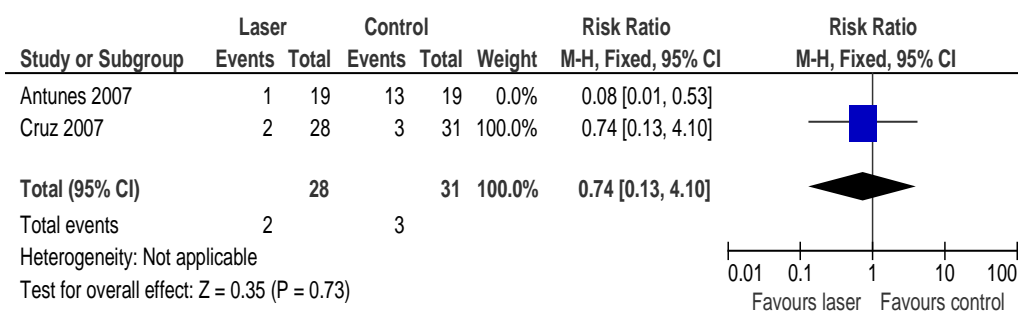 Laser Control Risk Ratio Risk Ratio
Study or Subgroup Events Total Events Total Weight M-H, Fixed, 95% CI M-H, Fixed, 95% CI
Antunes 2007 1 19 13 19 0.0% 0.08 [0.01, 0.53]
Cruz 2007 2 28 3 31 100.0% 0.74 [0.13, 4.10]
Total (95% CI) 28 31 100.0% 0.74 [0.13, 4.10]
Total events 2 3
Heterogeneity: Not applicable
Test for overall effect: Z = 0.35 (P = 0.73)
0.01 0.1 1 10 100
Favours laser Favours control